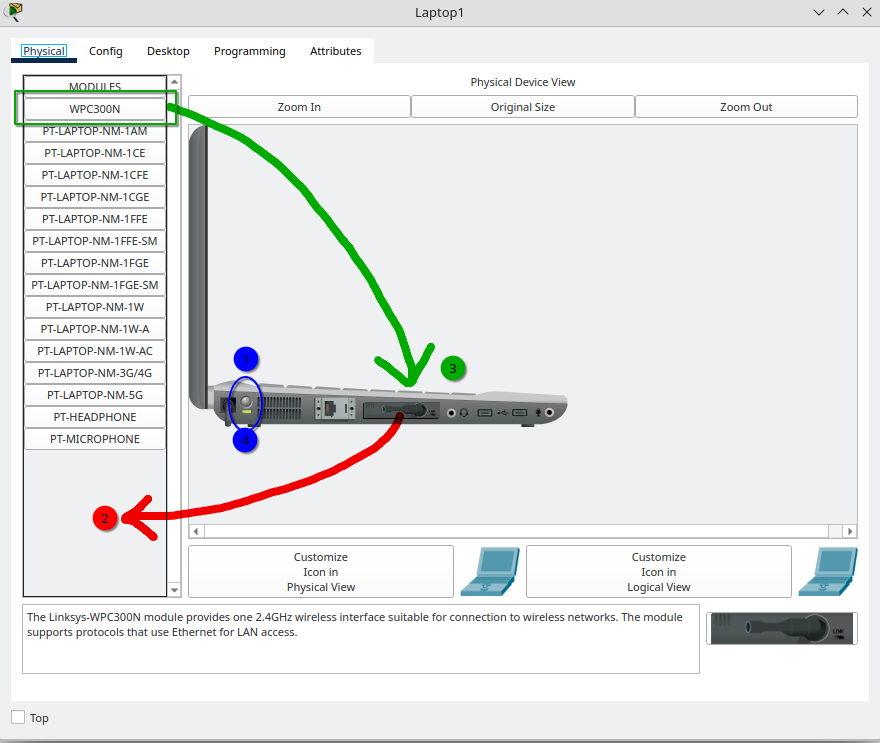 Laptop1
Physical
Config
Desktop
Programming
Attributes
MODULES
WPC300N
PT-LAPTOP-NM-1AM
PT-LAPTOP-NM-1CE
PT-LAPTOP-NM-1CFE
PT-LAPTOP-NM-1CGE
PT-LAPTOP-NM-1FFE
PT-LAPTOP-NM-1FFE-SM
PT-LAPTOP-NM-1FGE
PT-LAPTOP-NM-1FGE-SM
PT-LAPTOP-NM-1W
PT-LAPTOP-NM-1W-A
PT-LAPTOP-NM-1W-AC
PT-LAPTOP-NM-3G/4G
PT-LAPTOP-NM-5G
PT-HEADPHONE
PT-MICROPHONE
Physical Device View
Zoom In
Original Size
Zoom Out
1
3
4
2
Customize
Icon in
Physical View
Customize
Icon in
Logical View
The Linksys-WPC300N module provides one 2.4GHz wireless interface suitable for connection to wireless networks. The module
supports protocols that use Ethernet for LAN access.
LINK
Top